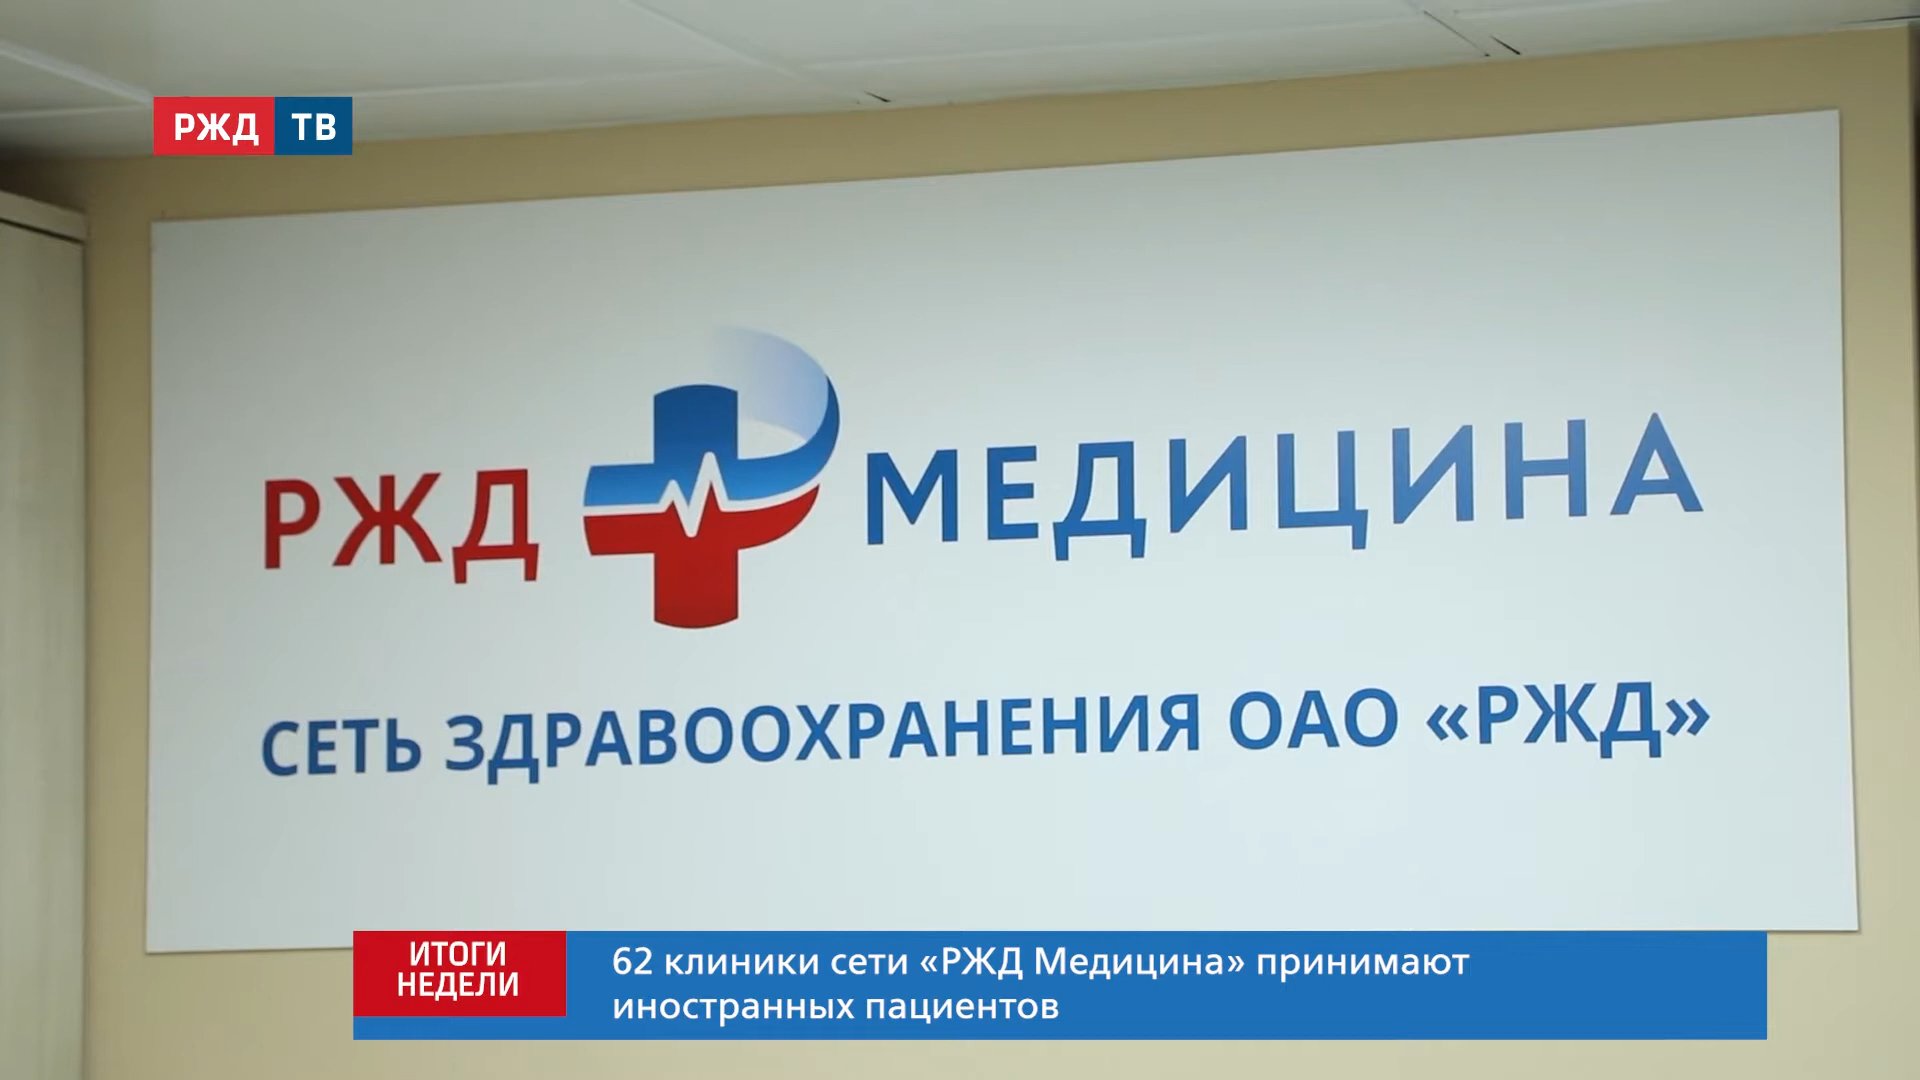 РЖД ТВ
РЖД МЕДИЦИНА
СЕТЬ ЗДРАВООХРАНЕНИЯ ОАО «РЖД»
ИТОГИ
НЕДЕЛИ
62 клиники сети «РЖД Медицина» принимают
иностранных пациентов